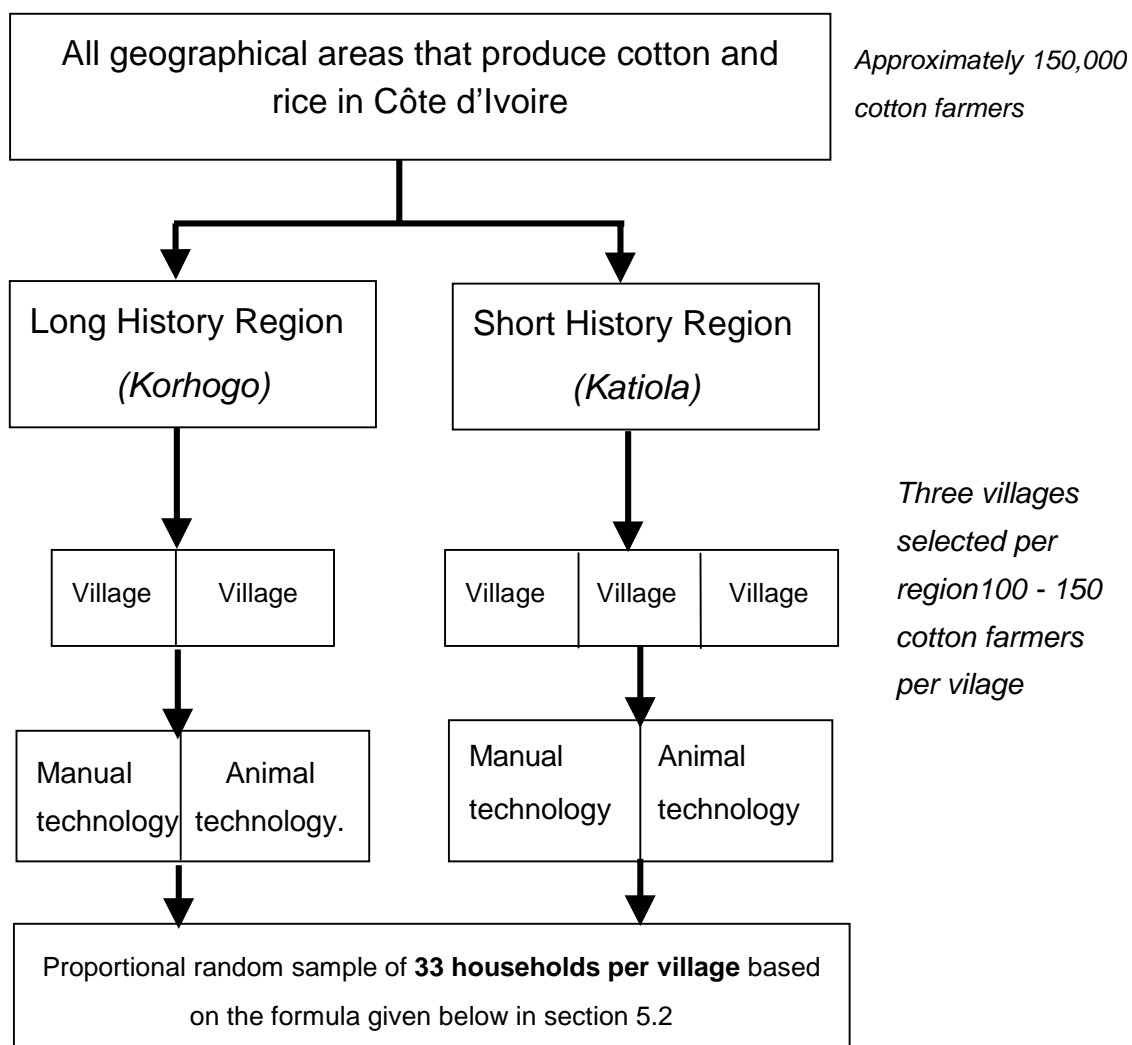 All geographical areas that produce cotton and
rice in Côte d’Ivoire
Approximately 150,000
cotton farmers
Long History Region
(Korhogo)
Short History Region
(Katiola)
Three villages
selected per
region100 - 150
cotton farmers
per vilage
Village
Village
Village
Village
Village
Manual
technology
Animal
technology.
Manual
technology
Animal
technology
Proportional random sample of 33 households per village based
on the formula given below in section 5.2